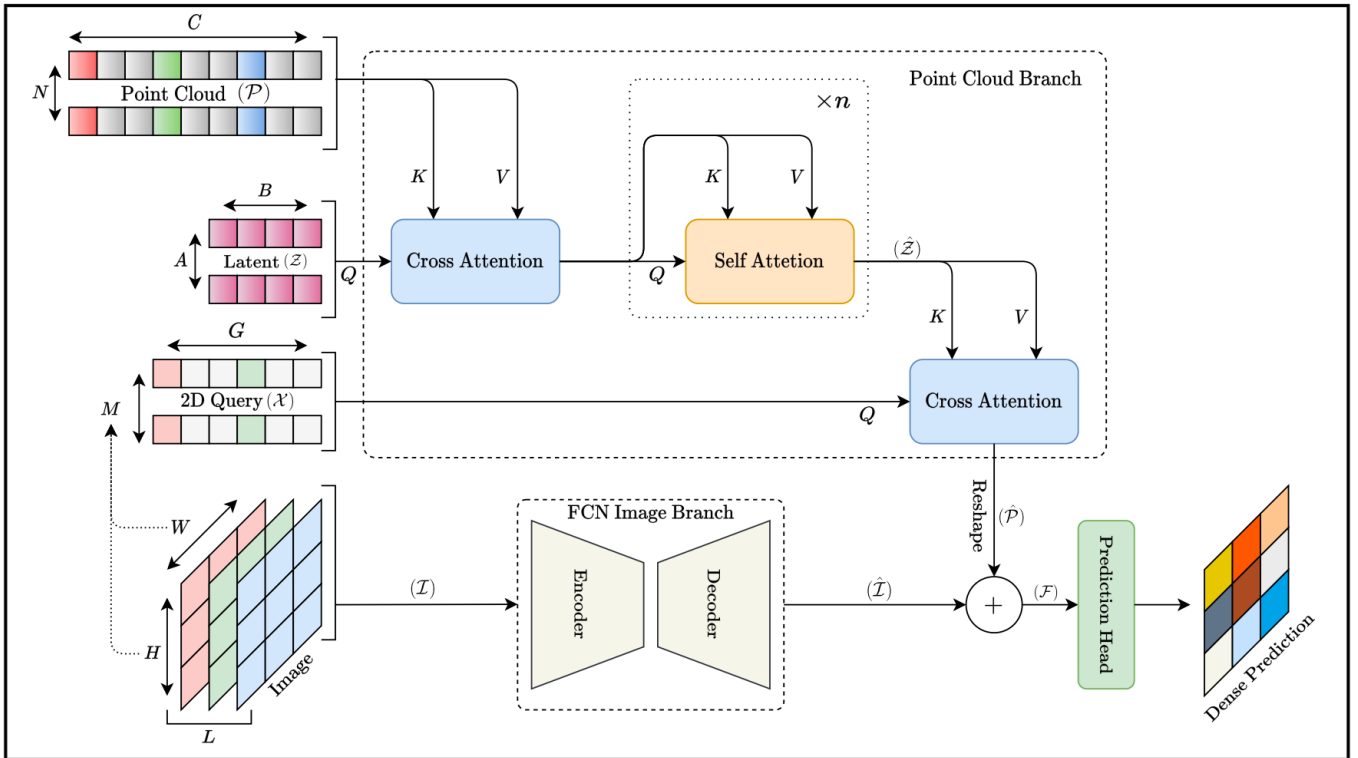 C
N
Point Cloud (𝒫)
Point Cloud Branch
×n
K
V
K
V
B
A
Latent (𝒵)
Q
Cross Attention
Q
Self Attetion
(𝒵̂)
K
V
G
M
2D Query (𝒳)
Q
Cross Attention
Reshape
(𝒫̂)
W
H
L
Image
(ℐ)
FCN Image Branch
Encoder
Decoder
(ℐ̂)
+
(ℱ)
Prediction Head
Dense Prediction